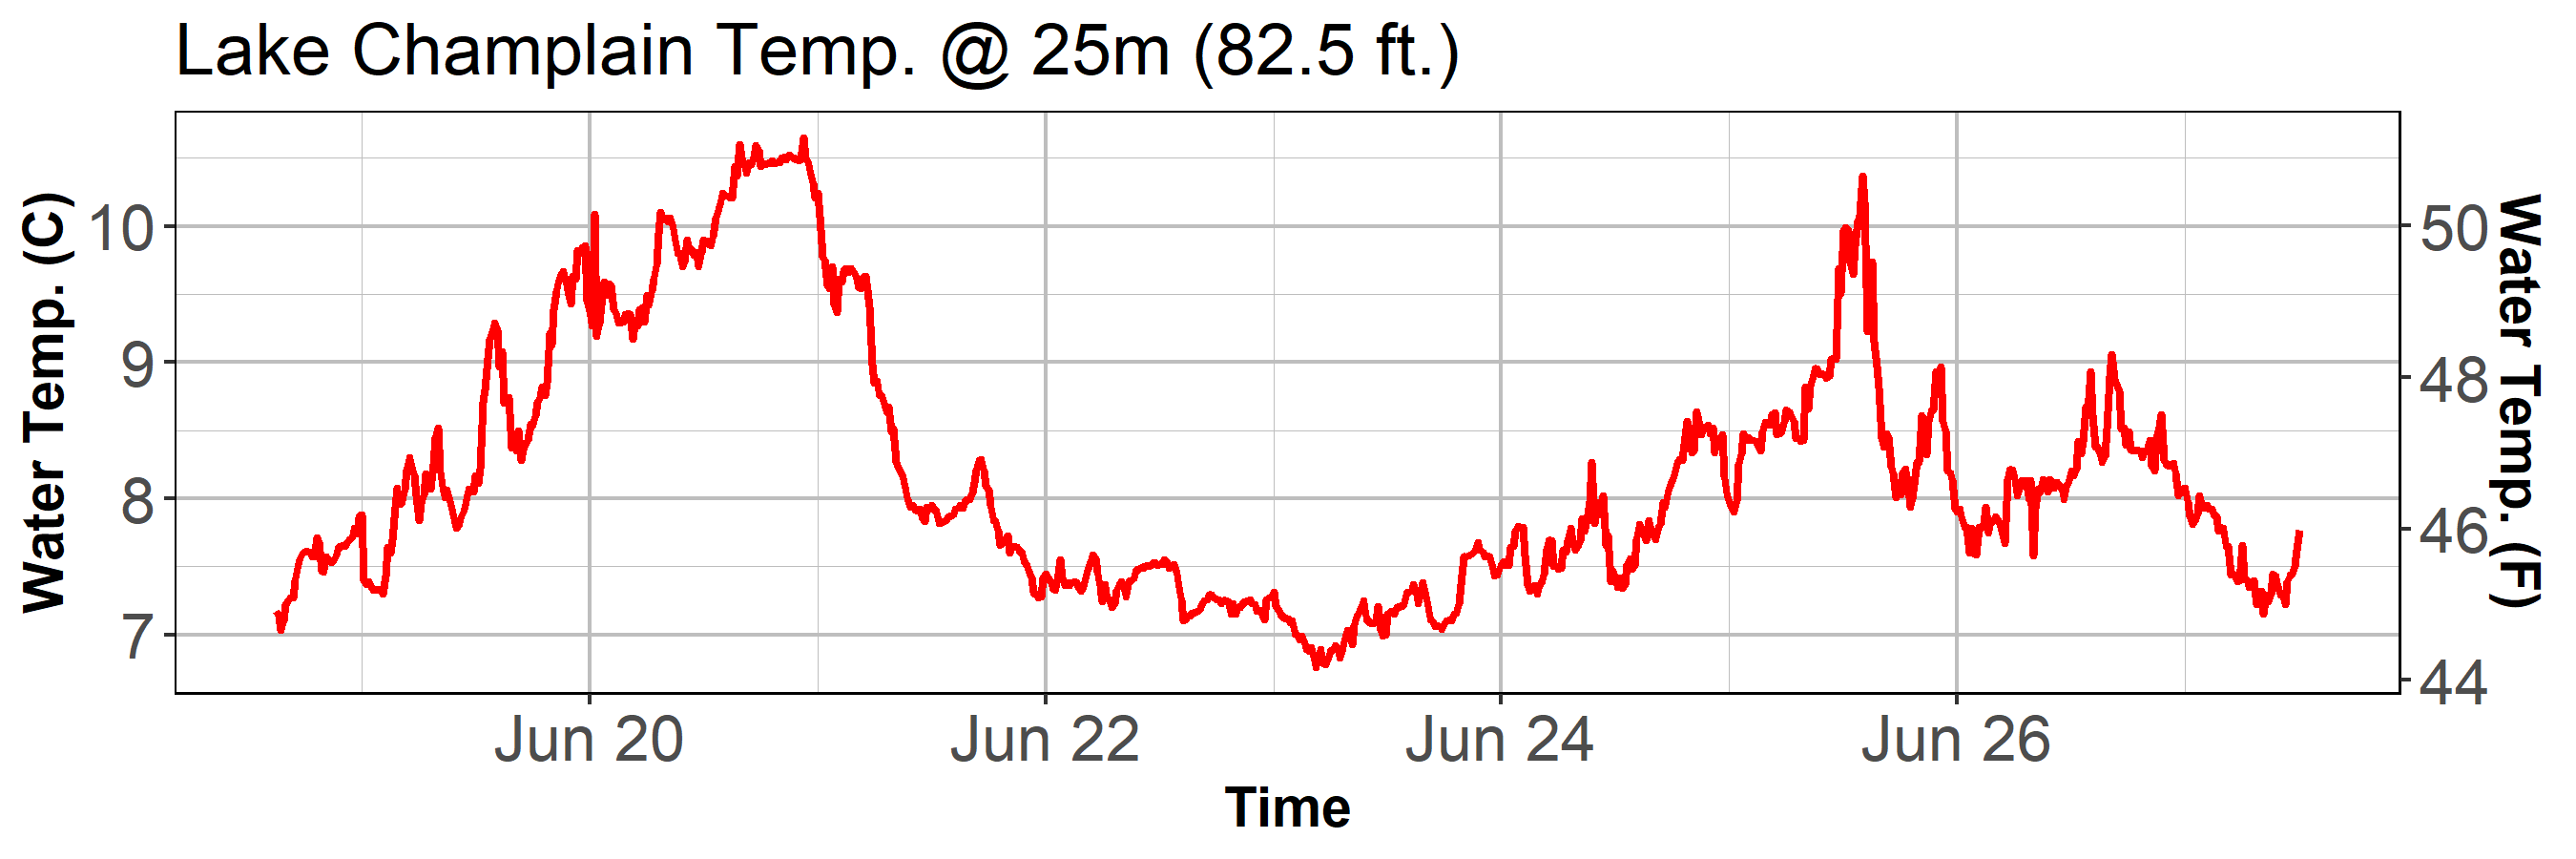 Lake Champlain Temp. @ 25m (82.5 ft.)
Water Temp. (C)
10
9
8
7
50
48
46
44
Water Temp. (F)
Jun 20 Jun 22 Jun 24 Jun 26
Time